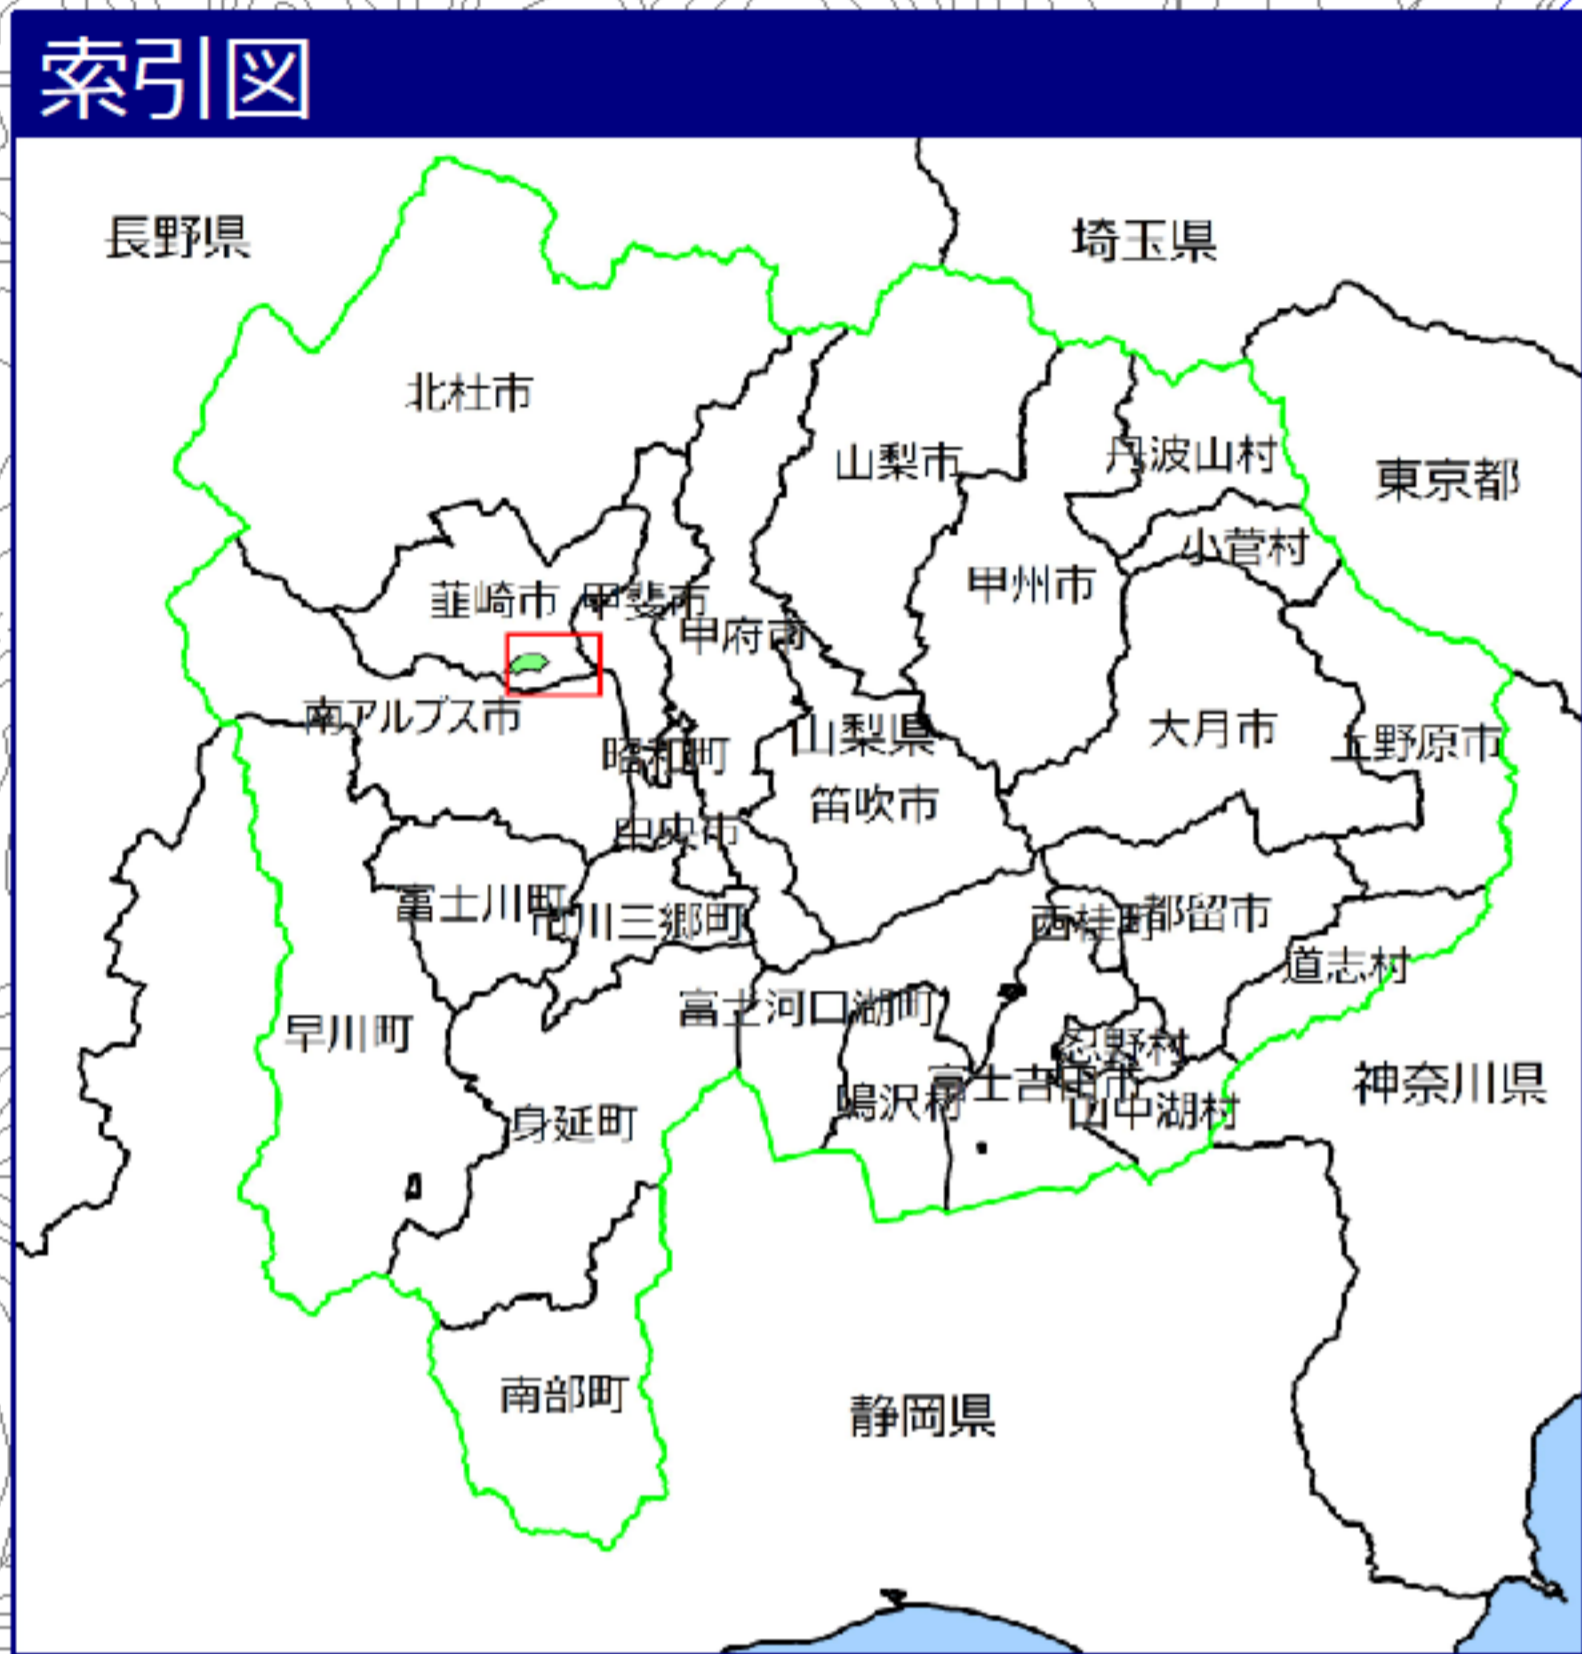 索引図
長野県
埼玉県
北杜市
山梨市
丹波山村
東京都
小菅村
甲州市
韮崎市
甲斐市
甲府市
南アルプス市
山梨県
大月市
上野原市
昭和町
笛吹市
中央市
富士川町
市川三郷町
西桂町
都留市
道志村
富士河口湖町
早川町
忍野村
富士吉田市
鳴沢村
山中湖村
神奈川県
身延町
南部町
静岡県